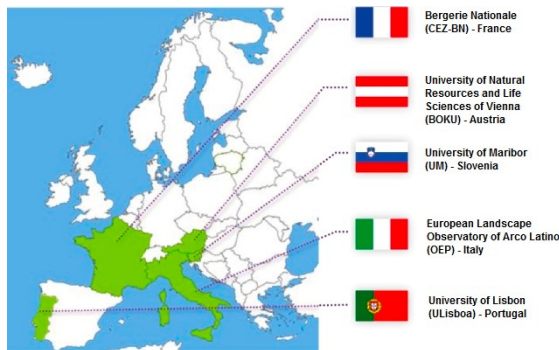 Bergerie Nationale
(CEZ-BN) - France
University of Natural
Resources and Life
Sciences of Vienna
(BOKU) - Austria
University of Maribor
(UM) - Slovenia
European Landscape
Observatory of Arco Latino
(OEP) - Italy
University of Lisbon
(ULisboa) - Portugal